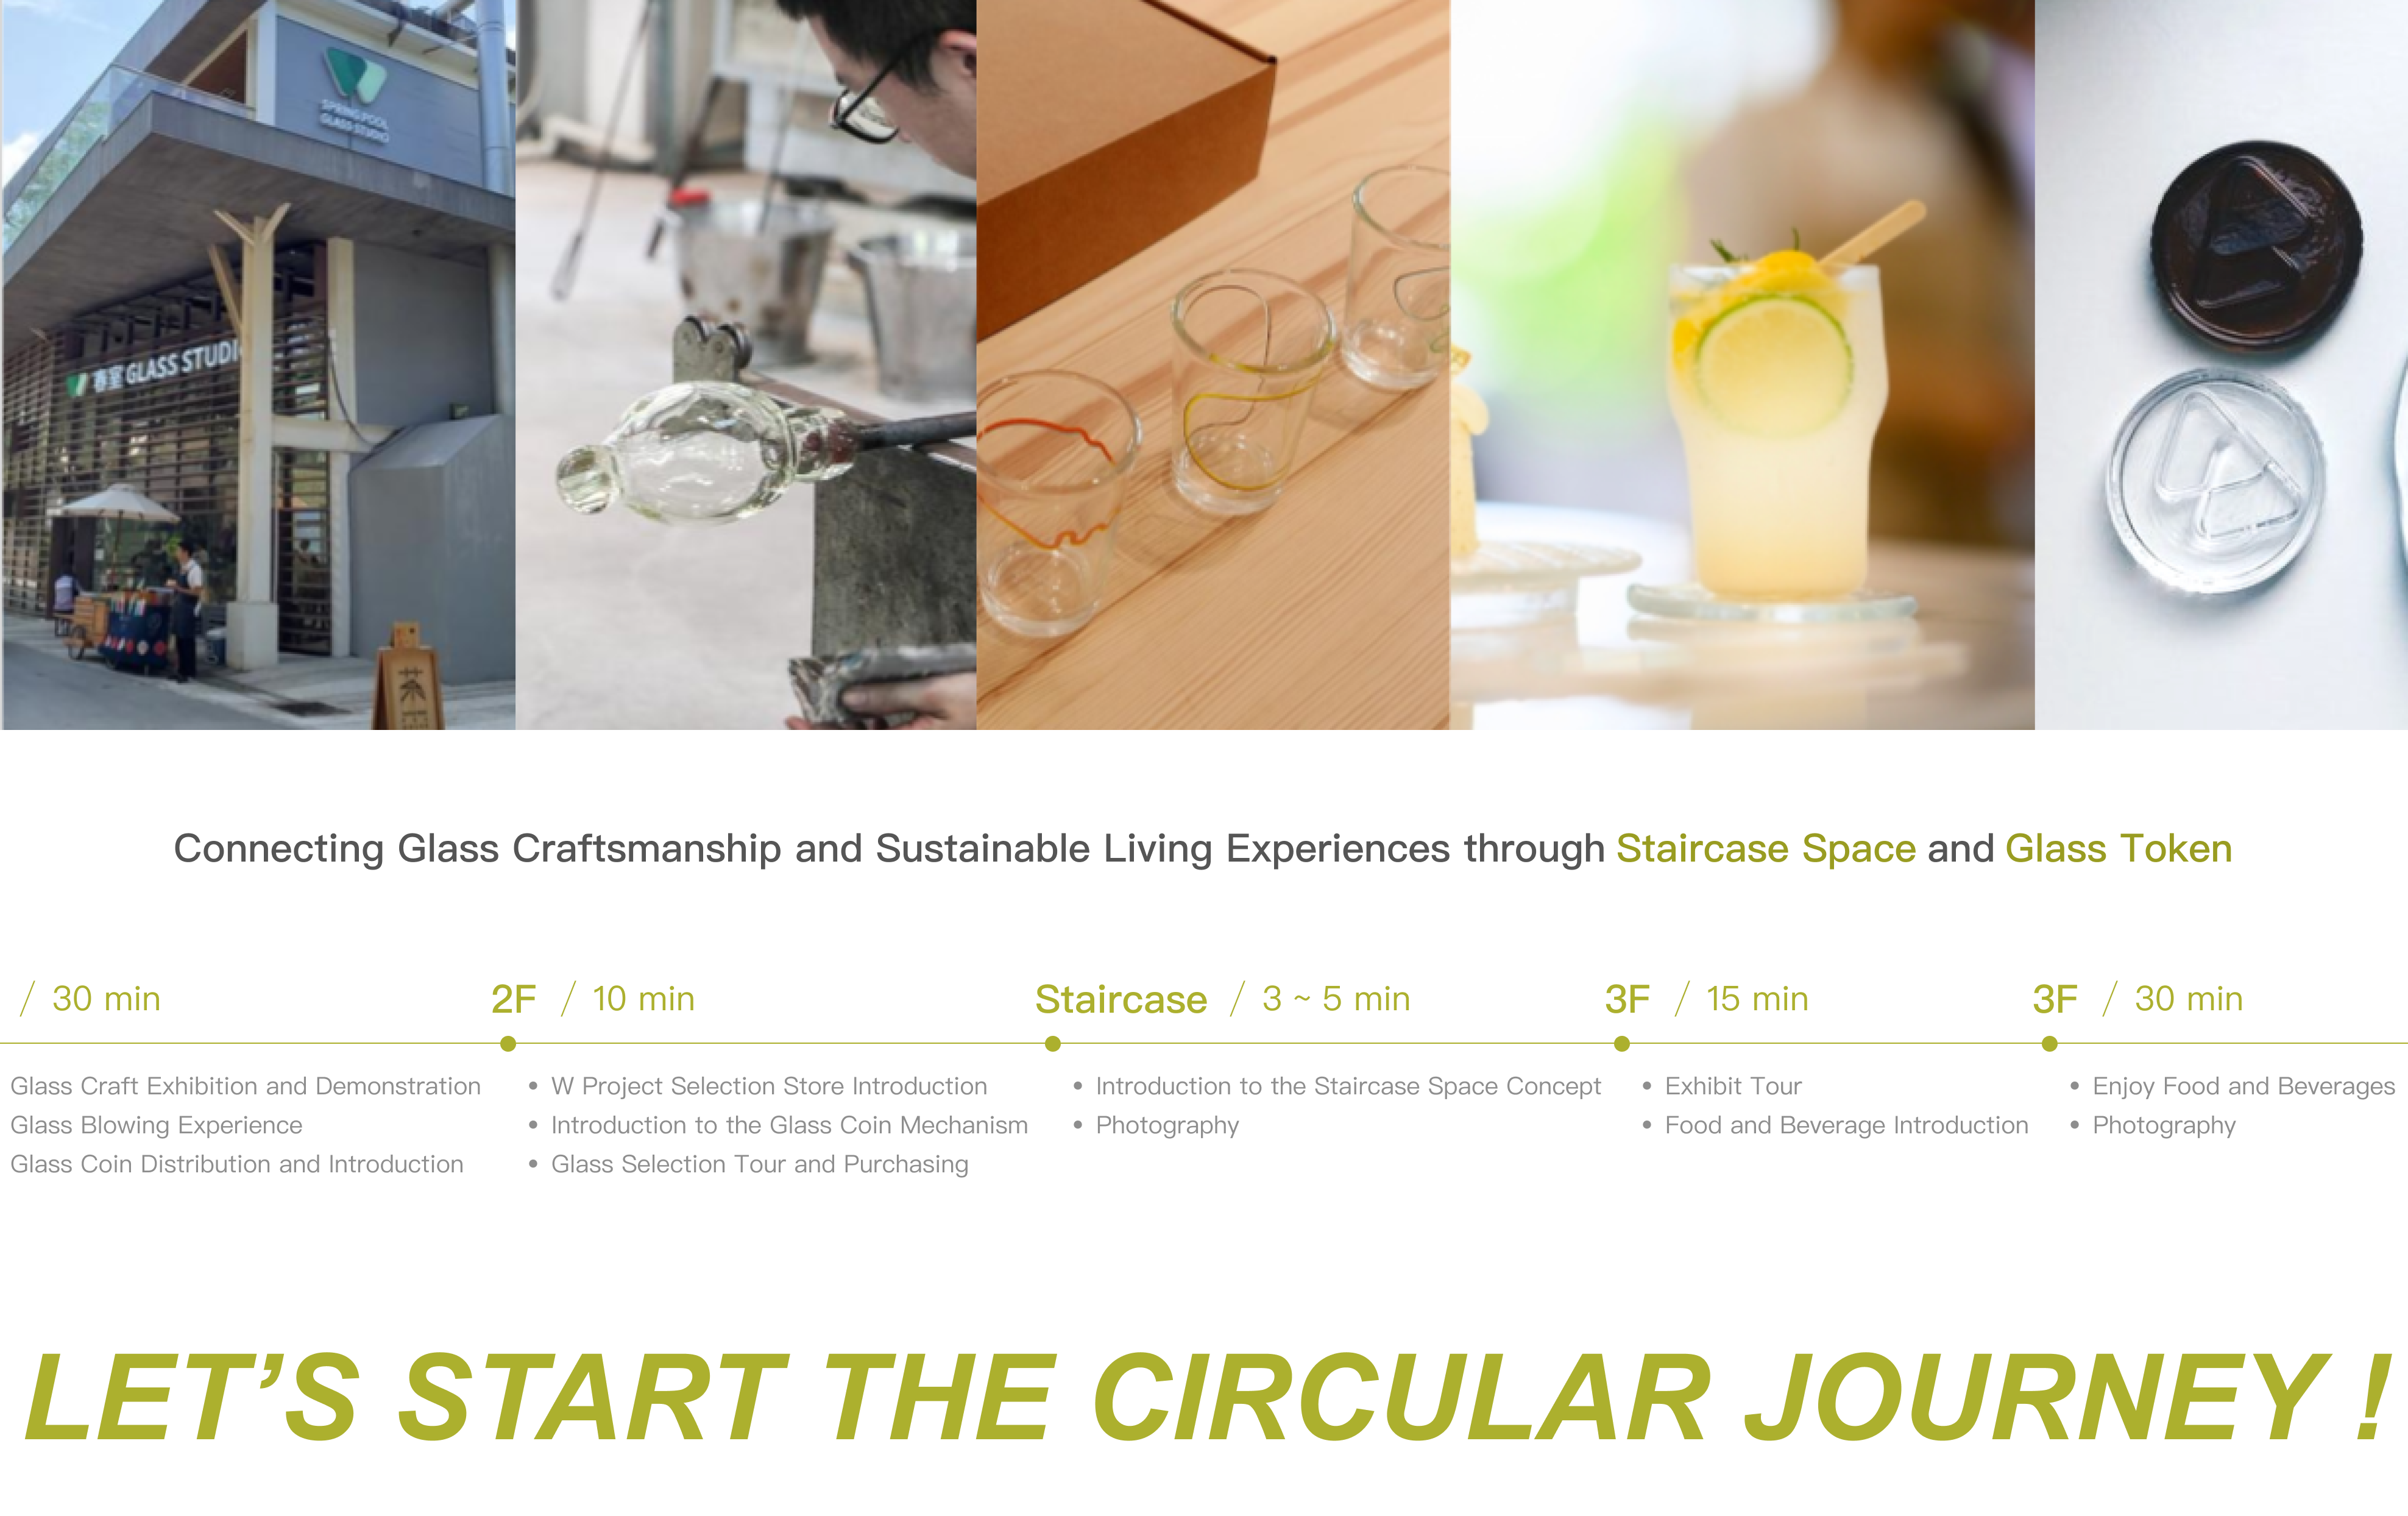 SPRING POOL
GLASS STUDIO
春室 GLASS STUDI
Connecting Glass Craftsmanship and Sustainable Living Experiences through Staircase Space and Glass Token
/ 30 min
2F / 10 min
Staircase / 3 ~ 5 min
3F / 15 min
3F / 30 min
Glass Craft Exhibition and Demonstration
Glass Blowing Experience
Glass Coin Distribution and Introduction
• W Project Selection Store Introduction
• Introduction to the Glass Coin Mechanism
• Glass Selection Tour and Purchasing
• Introduction to the Staircase Space Concept
• Photography
• Exhibit Tour
• Food and Beverage Introduction
• Enjoy Food and Beverages
• Photography
LET’S START THE CIRCULAR JOURNEY !